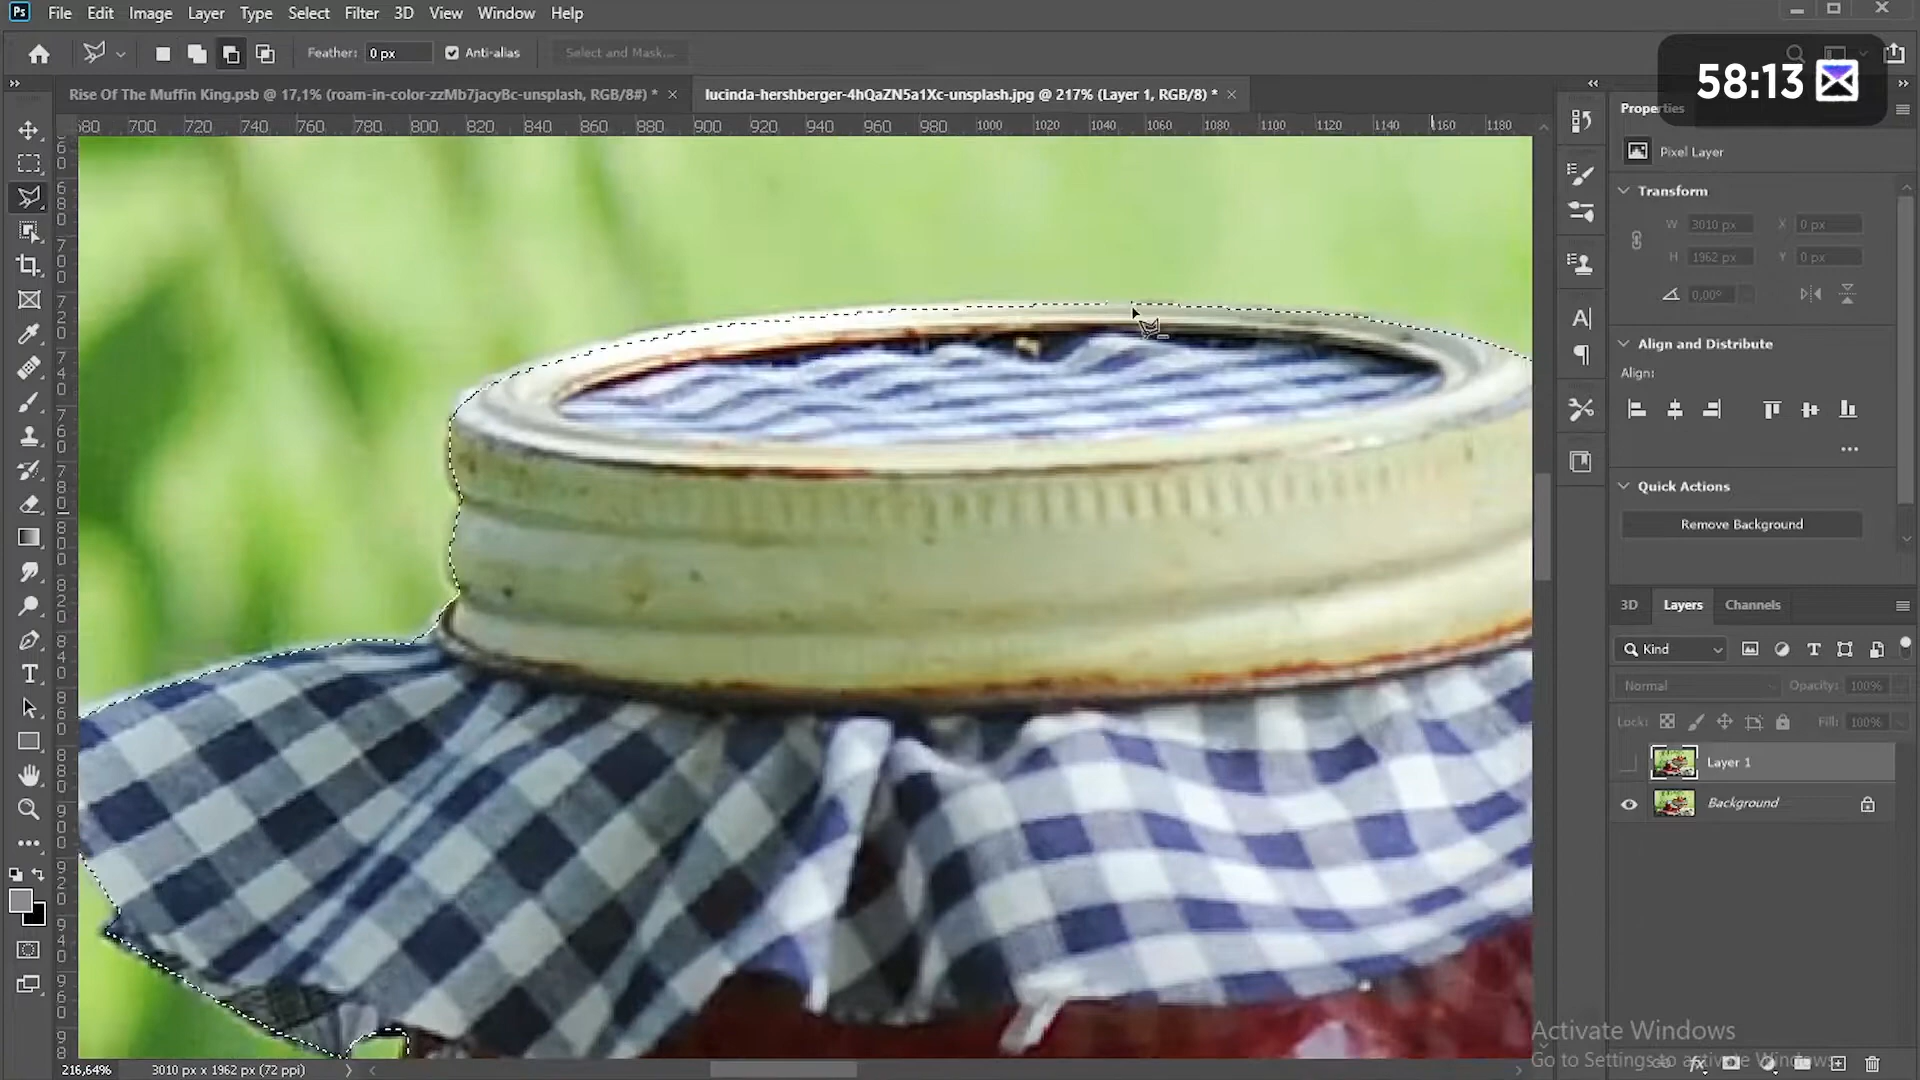 Ps File Edit Image Layer Type Select Filter 3D View Window Help
Feather: 0 px Anti-alias Select and Mask...
58:13
Rise Of The Muffin King.psb @ 17,1% (roam-in-color-zzMb7jacyBc-unsplash, RGB/8#) * × lucinda-hershberger-4hQaZN5a1Xc-unsplash.jpg @ 217% (Layer 1, RGB/8) * ×
680 700 720 740 760 780 800 820 840 860 880 900 920 940 960 980 1000 1020 1040 1060 1080 1100 1120 1140 1160 1180
Properties
Pixel Layer
Transform
W 3010 px X 0 px
H 1962 px Y 0 px
0,00°
Align and Distribute
Align:
Quick Actions
Remove Background
3D Layers Channels
Kind
Normal Opacity: 100%
Lock: Fill: 100%
Layer 1
Background
Activate Windows
Go to Settings to activate Windows.
216,64% 3010 px x 1962 px (72 ppi)